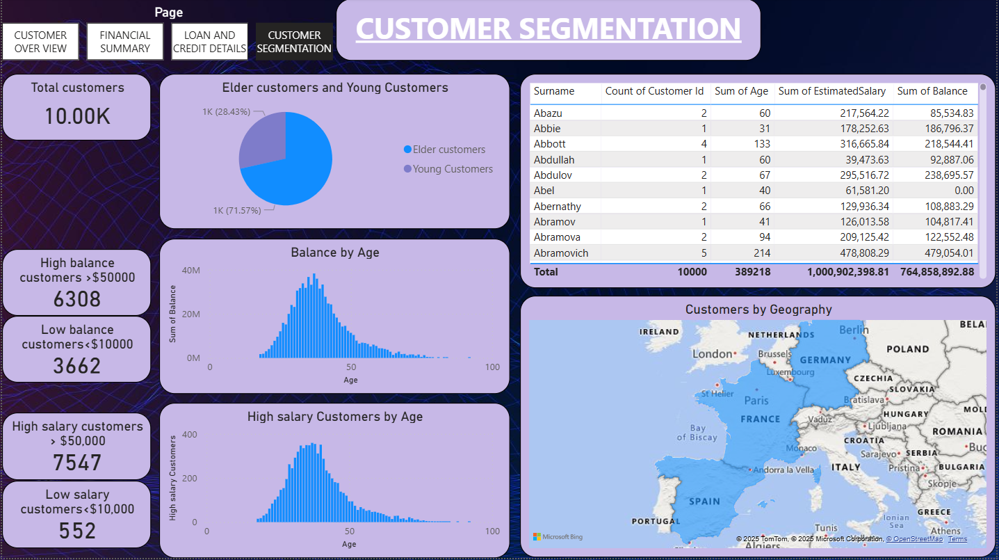 Page
CUSTOMER
OVER VIEW
FINANCIAL
SUMMARY
LOAN AND
CREDIT DETAILS
CUSTOMER
SEGMENTATION
CUSTOMER SEGMENTATION
Total customers
10.00K
High balance
customers >$50000
6308
Low balance
customers<$10000
3662
High salary customers
> $50,000
7547
Low salary
customers<$10,000
552
Elder customers and Young Customers
1K (28.43%)
1K (71.57%)
Elder customers
Young Customers
Balance by Age
Sum of Balance
40M
20M
0M
0 50 100
Age
High salary Customers by Age
High salary Customers
400
200
0
0 50 100
Age
Surname Count of Customer Id Sum of Age Sum of EstimatedSalary Sum of Balance
Abazu 2 60 217,564.22 85,534.83
Abbie 1 31 178,252.63 186,796.37
Abbott 4 133 316,665.84 218,544.41
Abdullah 1 60 39,473.63 92,887.06
Abdulov 2 67 295,516.72 238,695.57
Abel 1 40 61,581.20 0.00
Abernathy 2 66 129,936.34 108,883.29
Abramov 1 41 126,013.58 104,817.41
Abramova 2 94 209,125.42 122,552.48
Abramovich 5 214 478,808.29 479,054.01
Total 10000 389218 1,000,902,398.81 764,858,892.88
Customers by Geography
IRELAND
NETHERLANDS
Berlin
BELA
London
Brussels
GERMANY
POLAND
Luxembourg
CZECHIA
St Helier
Paris
SLOVAKIA
Bratislava
FRANCE
Vaduz
HUNGARY
MOL
Ljubljana
Bay
of Biscay
ROMANIA
CROATIA
Monaco
Sarajevo
SERBIA
Buc
Andorra la Vella
ITALY
Pristina
BULGARIA
Skopje
SPAIN
PORTUGAL
GREECE
Ionian
Sea
Athens
Tunis
Algiers
Microsoft Bing
© 2025 TomTom, © 2025 Microsoft Corporation, © OpenStreetMap Terms